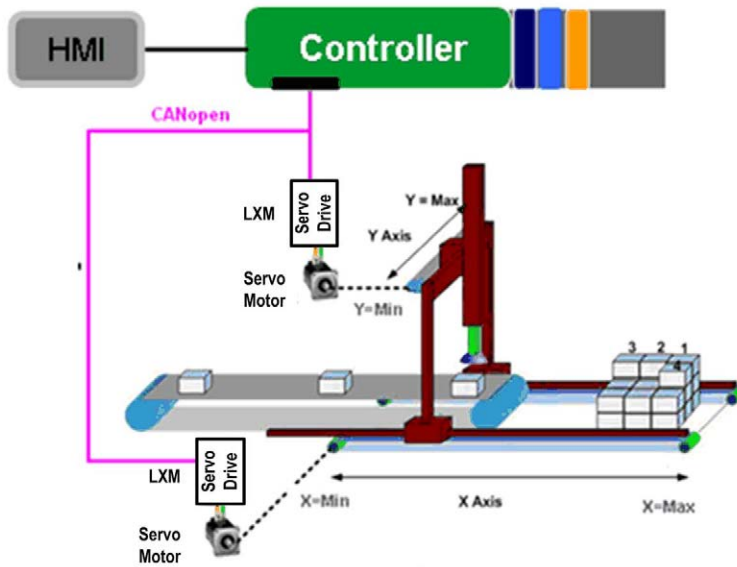 HMI
Controller
CANopen
LXM
Servo
Drive
Y = Max
Y Axis
Servo
Motor
Y=Min
3 2 1
4
LXM
Servo
Drive
X=Min
X Axis
X=Max
Servo
Motor